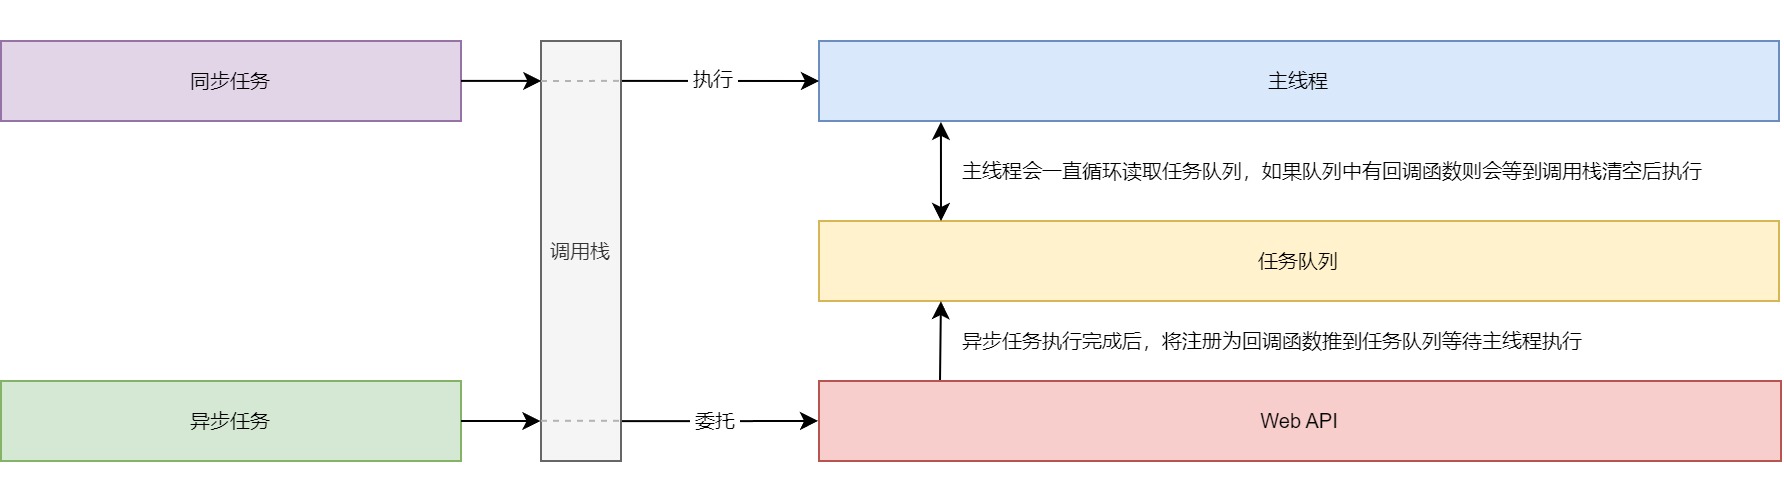 同步任务
执行
主线程
主线程会一直循环读取任务队列，如果队列中有回调函数则会等到调用栈清空后执行
调用栈
任务队列
异步任务执行完成后，将注册为回调函数推到任务队列等待主线程执行
异步任务
委托
Web API